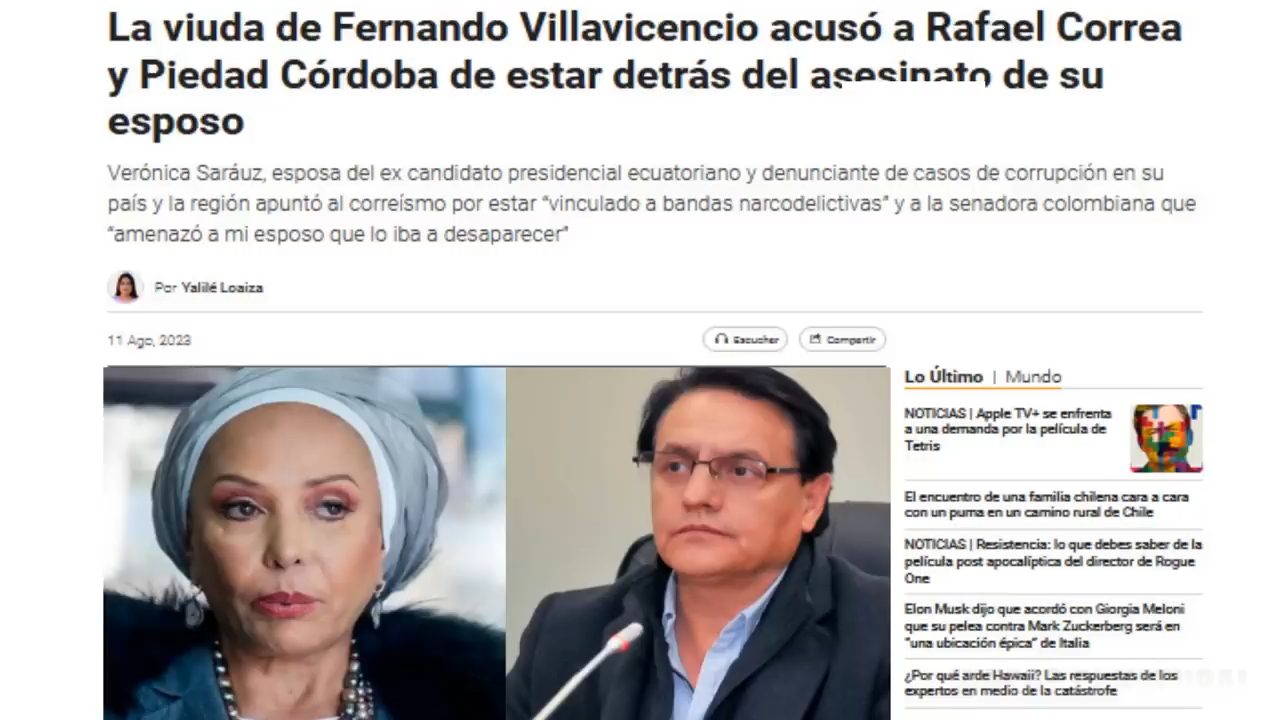 La viuda de Fernando Villavicencio acusó a Rafael Correa
y Piedad Córdoba de estar detrás del asesinato de su
esposo
Verónica Saráuz, esposa del ex candidato presidencial ecuatoriano y denunciante de casos de corrupción en su
país y la región apuntó al correísmo por estar “vinculado a bandas narcodelictivas” y a la senadora colombiana que
“amenazó a mi esposo que lo iba a desaparecer”
Por Yalilé Loaiza
11 Ago, 2023
Escuchar
Compartir
Lo Último | Mundo
NOTICIAS | Apple TV+ se enfrenta
a una demanda por la película de
Tetris
El encuentro de una familia chilena cara a cara
con un puma en un camino rural de Chile
NOTICIAS | Resistencia: lo que debes saber de la
película post apocalíptica del director de Rogue
One
Elon Musk dijo que acordó con Giorgia Meloni
que su pelea contra Mark Zuckerberg será en
“una ubicación épica” de Italia
¿Por qué arde Hawaii? Las respuestas de los
expertos en medio de la catástrofe